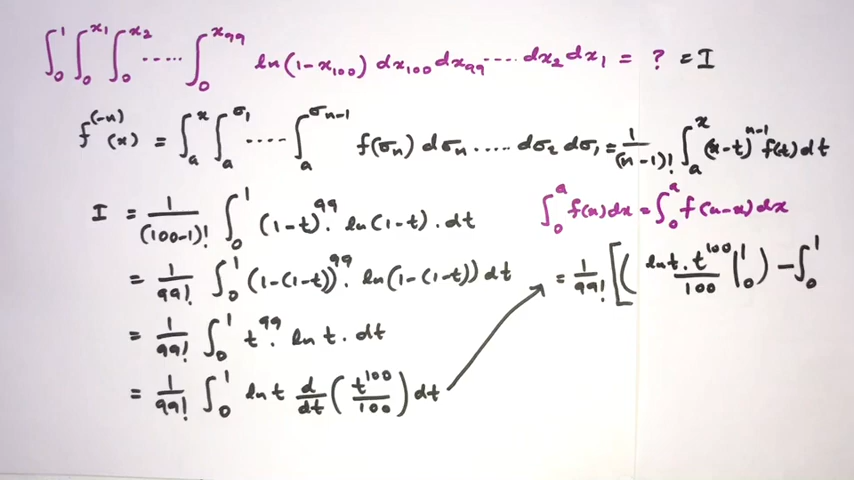 ∫₀¹ ∫₀^{x₁} ∫₀^{x₂} ..... ∫₀^{x₉₉} ln(1-x₁₀₀) dx₁₀₀ dx₉₉ ..... dx₂ dx₁ = ? = I
f^{(-n)}(x) = ∫ₐ^{x} ∫ₐ^{σ₁} ..... ∫ₐ^{σₙ₋₁} f(σₙ) dσₙ ..... dσ₂ dσ₁ = 1/(n-1)! ∫ₐ^{x} (x-t)^{n-1} f(t) dt
I = 1/(100-1)! ∫₀¹ (1-t)^{99} . ln(1-t) . dt
∫₀^{a} f(x) dx = ∫₀^{a} f(a-x) dx
= 1/99! ∫₀¹ (1-(1-t))^{99} . ln(1-(1-t)) dt
= 1/99! ∫₀¹ t^{99} . ln t . dt
= 1/99! ∫₀¹ ln t d/dt (t^{100}/100) dt
= 1/99! [( ln t . t^{100}/100 |₀¹ ) - ∫₀¹